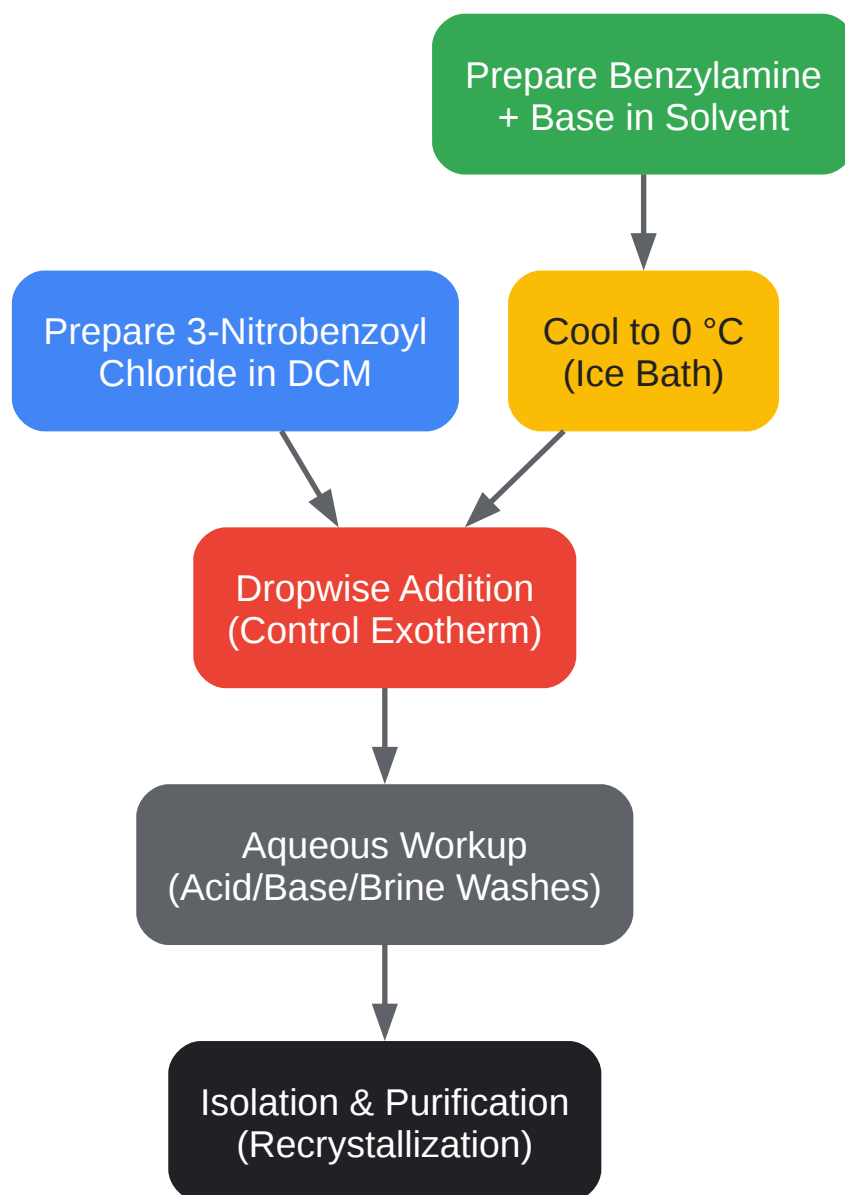 Prepare Benzylamine
+ Base in Solvent
Prepare 3-Nitrobenzoyl
Chloride in DCM
Cool to 0 °C
(Ice Bath)
Dropwise Addition
(Control Exotherm)
Aqueous Workup
(Acid/Base/Brine Washes)
Isolation & Purification
(Recrystallization)